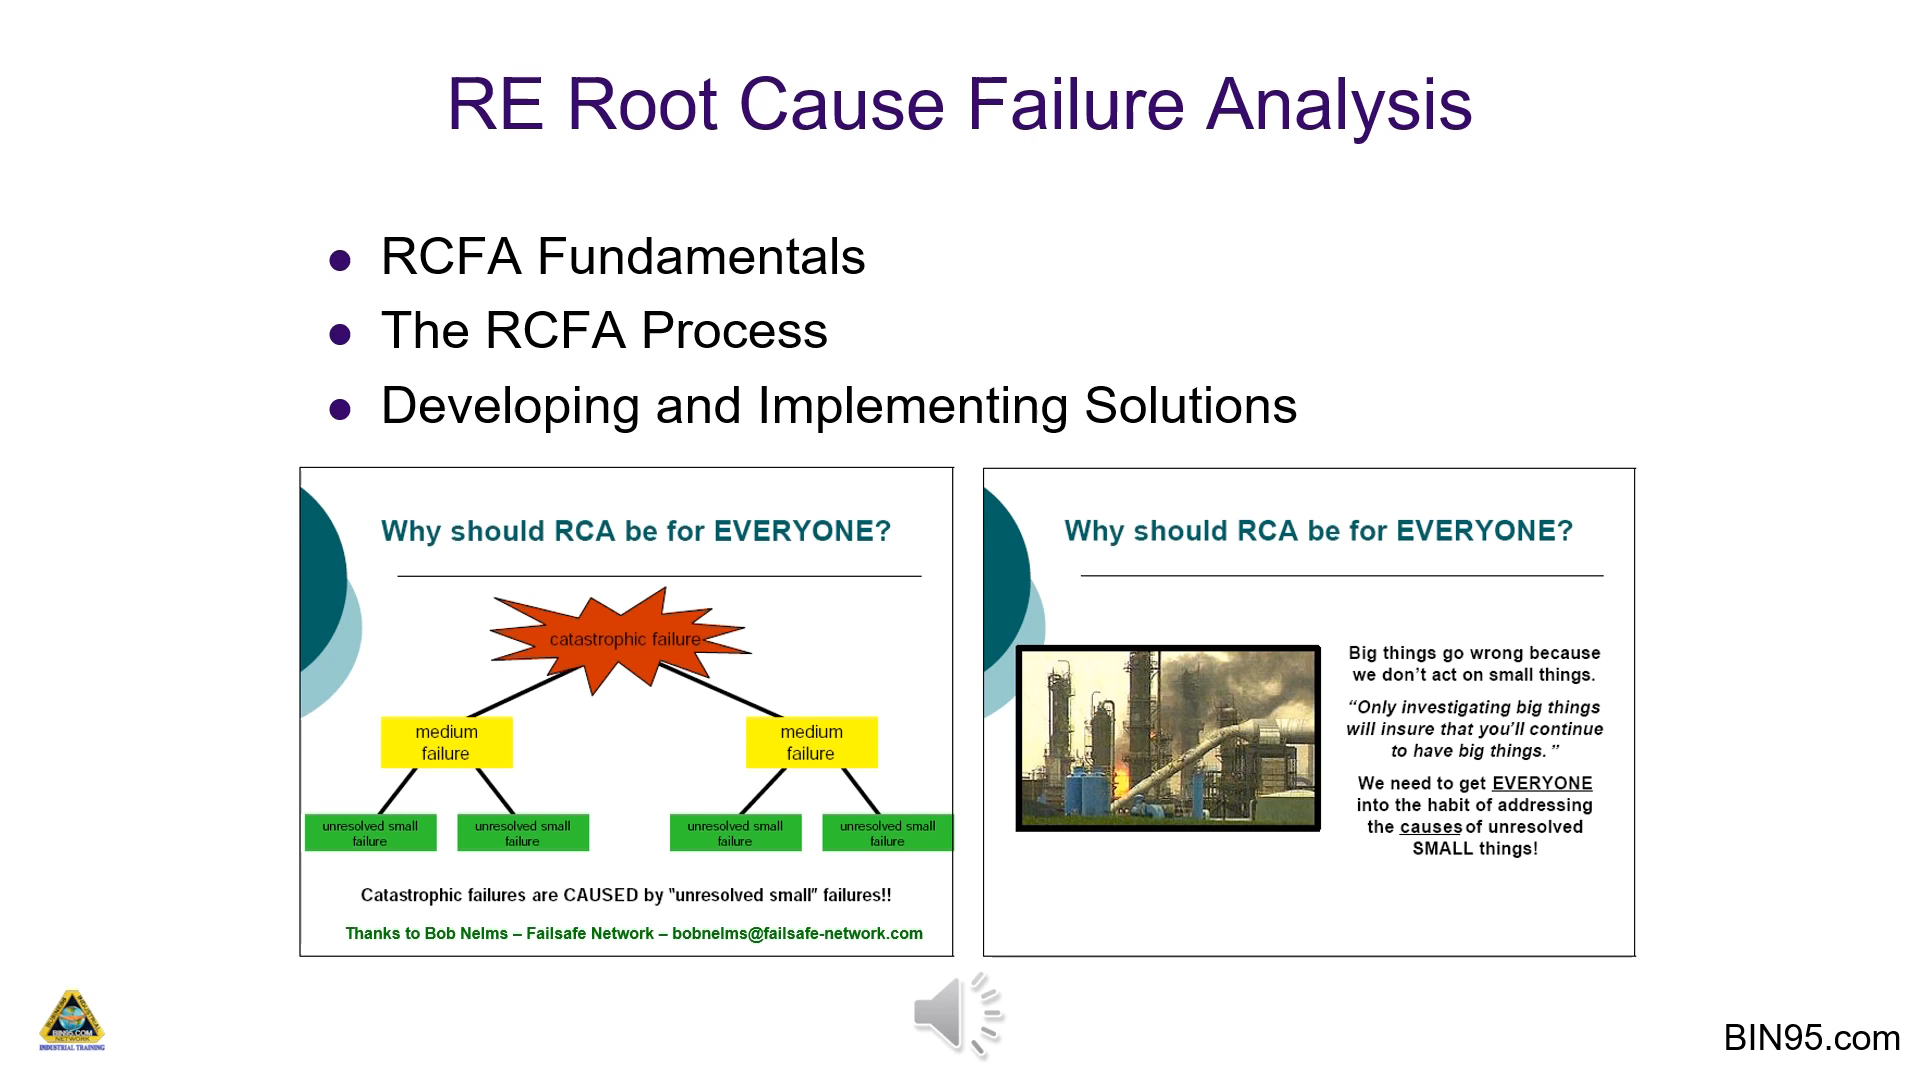 RE Root Cause Failure Analysis
RCFA Fundamentals
The RCFA Process
Developing and Implementing Solutions
Why should RCA be for EVERYONE?
catastrophic failure
medium
failure
medium
failure
unresolved small
failure
unresolved small
failure
unresolved small
failure
unresolved small
failure
Catastrophic failures are CAUSED by "unresolved small" failures!!
Thanks to Bob Nelms – Failsafe Network – bobnelms@failsafe-network.com
Why should RCA be for EVERYONE?
Big things go wrong because
we don't act on small things.
“Only investigating big things
will insure that you'll continue
to have big things.”
We need to get EVERYONE
into the habit of addressing
the causes of unresolved
SMALL things!
BIN95.COM
NETWORK
INDUSTRIAL TRAINING
BIN95.com